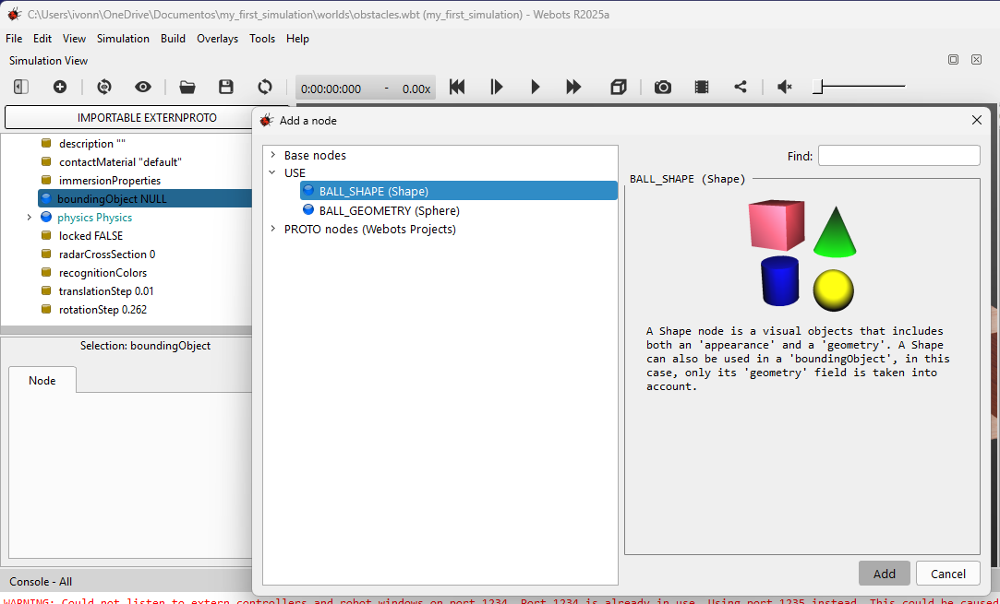 C:\Users\ivonn\OneDrive\Documentos\my_first_simulation\worlds\obstacles.wbt (my_first_simulation) - Webots R2025a
File Edit View Simulation Build Overlays Tools Help
Simulation View
0:00:00:000 - 0.00x
IMPORTABLE EXTERNPROTO
description ""
contactMaterial "default"
immersionProperties
boundingObject NULL
physics Physics
locked FALSE
radarCrossSection 0
recognitionColors
translationStep 0.01
rotationStep 0.262
Selection: boundingObject
Node
Console - All
WARNING: Could not listen to extern controllers and robot windows on port 1234. Port 1234 is already in use. Using port 1235 instead. This could be caused
Add a node
Base nodes
USE
BALL_SHAPE (Shape)
BALL_GEOMETRY (Sphere)
PROTO nodes (Webots Projects)
Find:
BALL_SHAPE (Shape)
A Shape node is a visual objects that includes
both an 'appearance' and a 'geometry'. A Shape
can also be used in a 'boundingObject', in this
case, only its 'geometry' field is taken into
account.
Add
Cancel